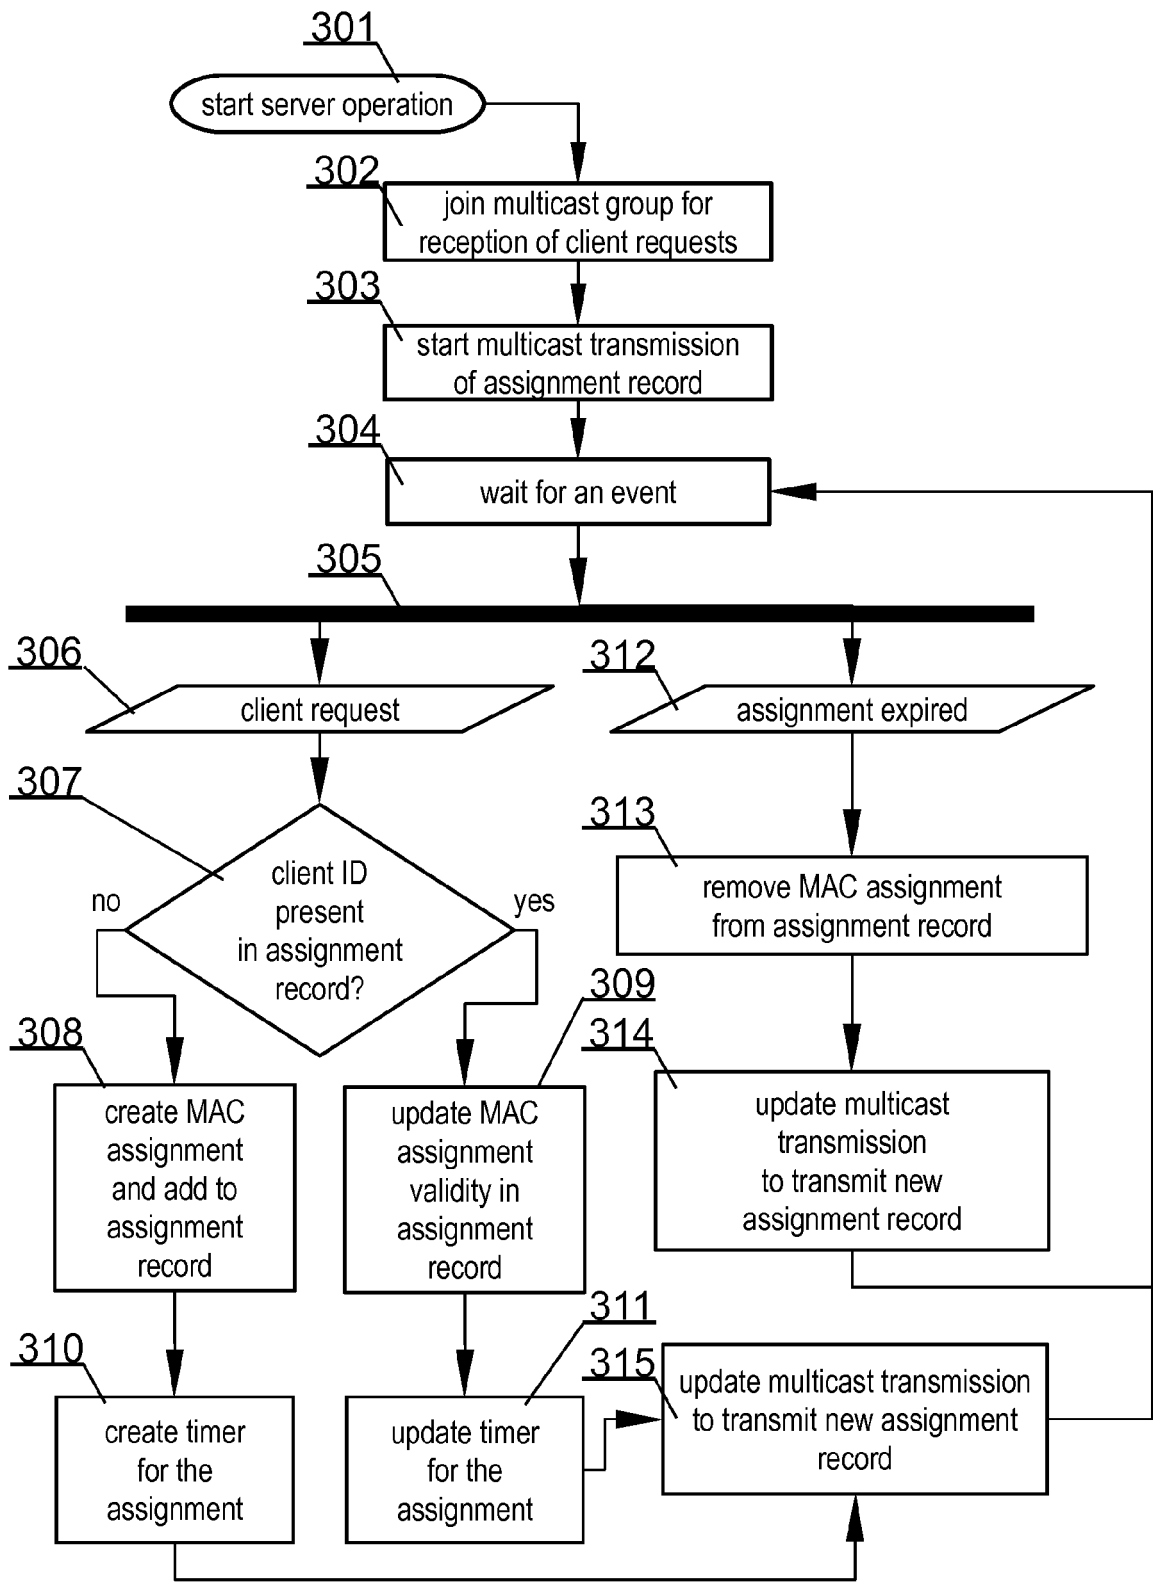 301
start server operation
302
join multicast group for
reception of client requests
303
start multicast transmission
of assignment record
304
wait for an event
305
306
client request
312
assignment expired
307
client ID
present
in assignment
record?
no
yes
313
remove MAC assignment
from assignment record
308
create MAC
assignment
and add to
assignment
record
309
update MAC
assignment
validity in
assignment
record
314
update multicast
transmission
to transmit new
assignment record
310
create timer
for the
assignment
311
update timer
for the
assignment
315
update multicast transmission
to transmit new assignment
record